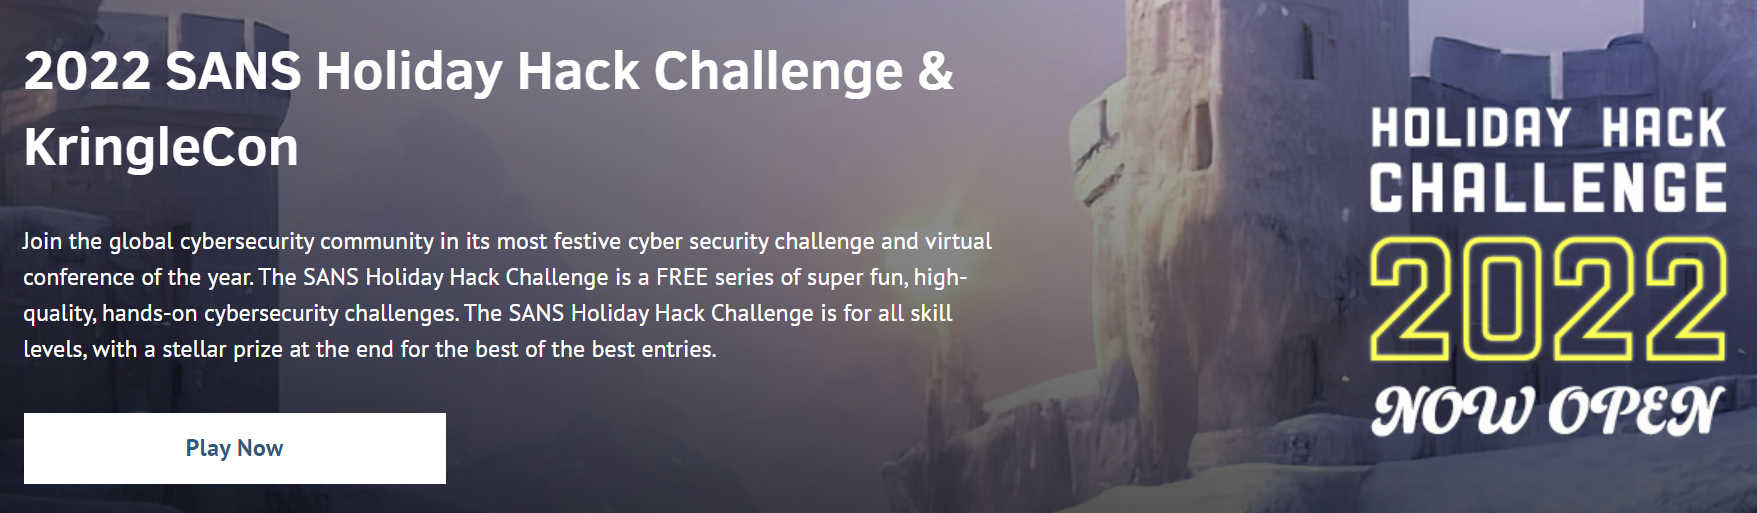 2022 SANS Holiday Hack Challenge &
KringleCon
Join the global cybersecurity community in its most festive cyber security challenge and virtual
conference of the year. The SANS Holiday Hack Challenge is a FREE series of super fun, high-
quality, hands-on cybersecurity challenges. The SANS Holiday Hack Challenge is for all skill
levels, with a stellar prize at the end for the best of the best entries.
Play Now
HOLIDAY HACK
CHALLENGE
2022
NOW OPEN